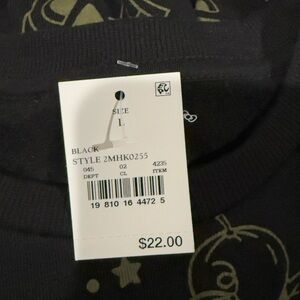 SIZE
L
BLACK
STYLE 2MHK0255
045 02 4235
DEPT CL ITEM
19 810 16 4472 5
$22.00